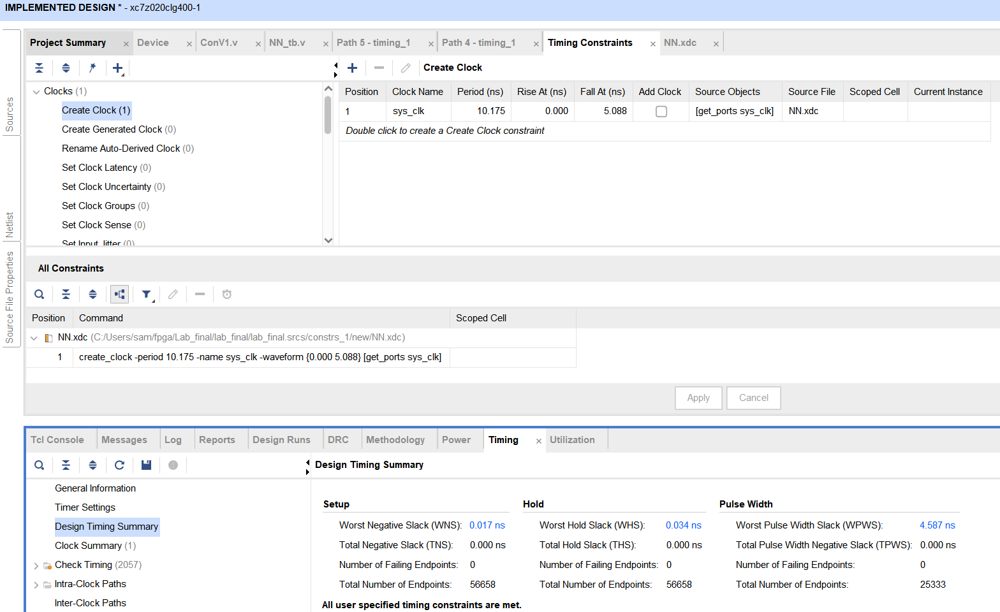 IMPLEMENTED DESIGN * - xc7z020clg400-1
Sources
Netlist
Source File Properties
Project Summary × Device × ConV1.v × NN_tb.v × Path 5 - timing_1 × Path 4 - timing_1 × Timing Constraints × NN.xdc ×
Create Clock
Clocks (1)
Create Clock (1)
Create Generated Clock (0)
Rename Auto-Derived Clock (0)
Set Clock Latency (0)
Set Clock Uncertainty (0)
Set Clock Groups (0)
Set Clock Sense (0)
Set Input Jitter (0)
Position Clock Name Period (ns) Rise At (ns) Fall At (ns) Add Clock Source Objects Source File Scoped Cell Current Instance
1 sys_clk 10.175 0.000 5.088 [get_ports sys_clk] NN.xdc
Double click to create a Create Clock constraint
All Constraints
Position Command Scoped Cell
NN.xdc (C:/Users/sam/fpga/Lab_final/lab_final/lab_final.srcs/constrs_1/new/NN.xdc)
1 create_clock -period 10.175 -name sys_clk -waveform {0.000 5.088} [get_ports sys_clk]
Apply Cancel
Tcl Console Messages Log Reports Design Runs DRC Methodology Power Timing × Utilization
Design Timing Summary
General Information
Timer Settings
Design Timing Summary
Clock Summary (1)
Check Timing (2057)
Intra-Clock Paths
Inter-Clock Paths
Setup Hold Pulse Width
Worst Negative Slack (WNS): 0.017 ns Worst Hold Slack (WHS): 0.034 ns Worst Pulse Width Slack (WPWS): 4.587 ns
Total Negative Slack (TNS): 0.000 ns Total Hold Slack (THS): 0.000 ns Total Pulse Width Negative Slack (TPWS): 0.000 ns
Number of Failing Endpoints: 0 Number of Failing Endpoints: 0 Number of Failing Endpoints: 0
Total Number of Endpoints: 56658 Total Number of Endpoints: 56658 Total Number of Endpoints: 25333
All user specified timing constraints are met.